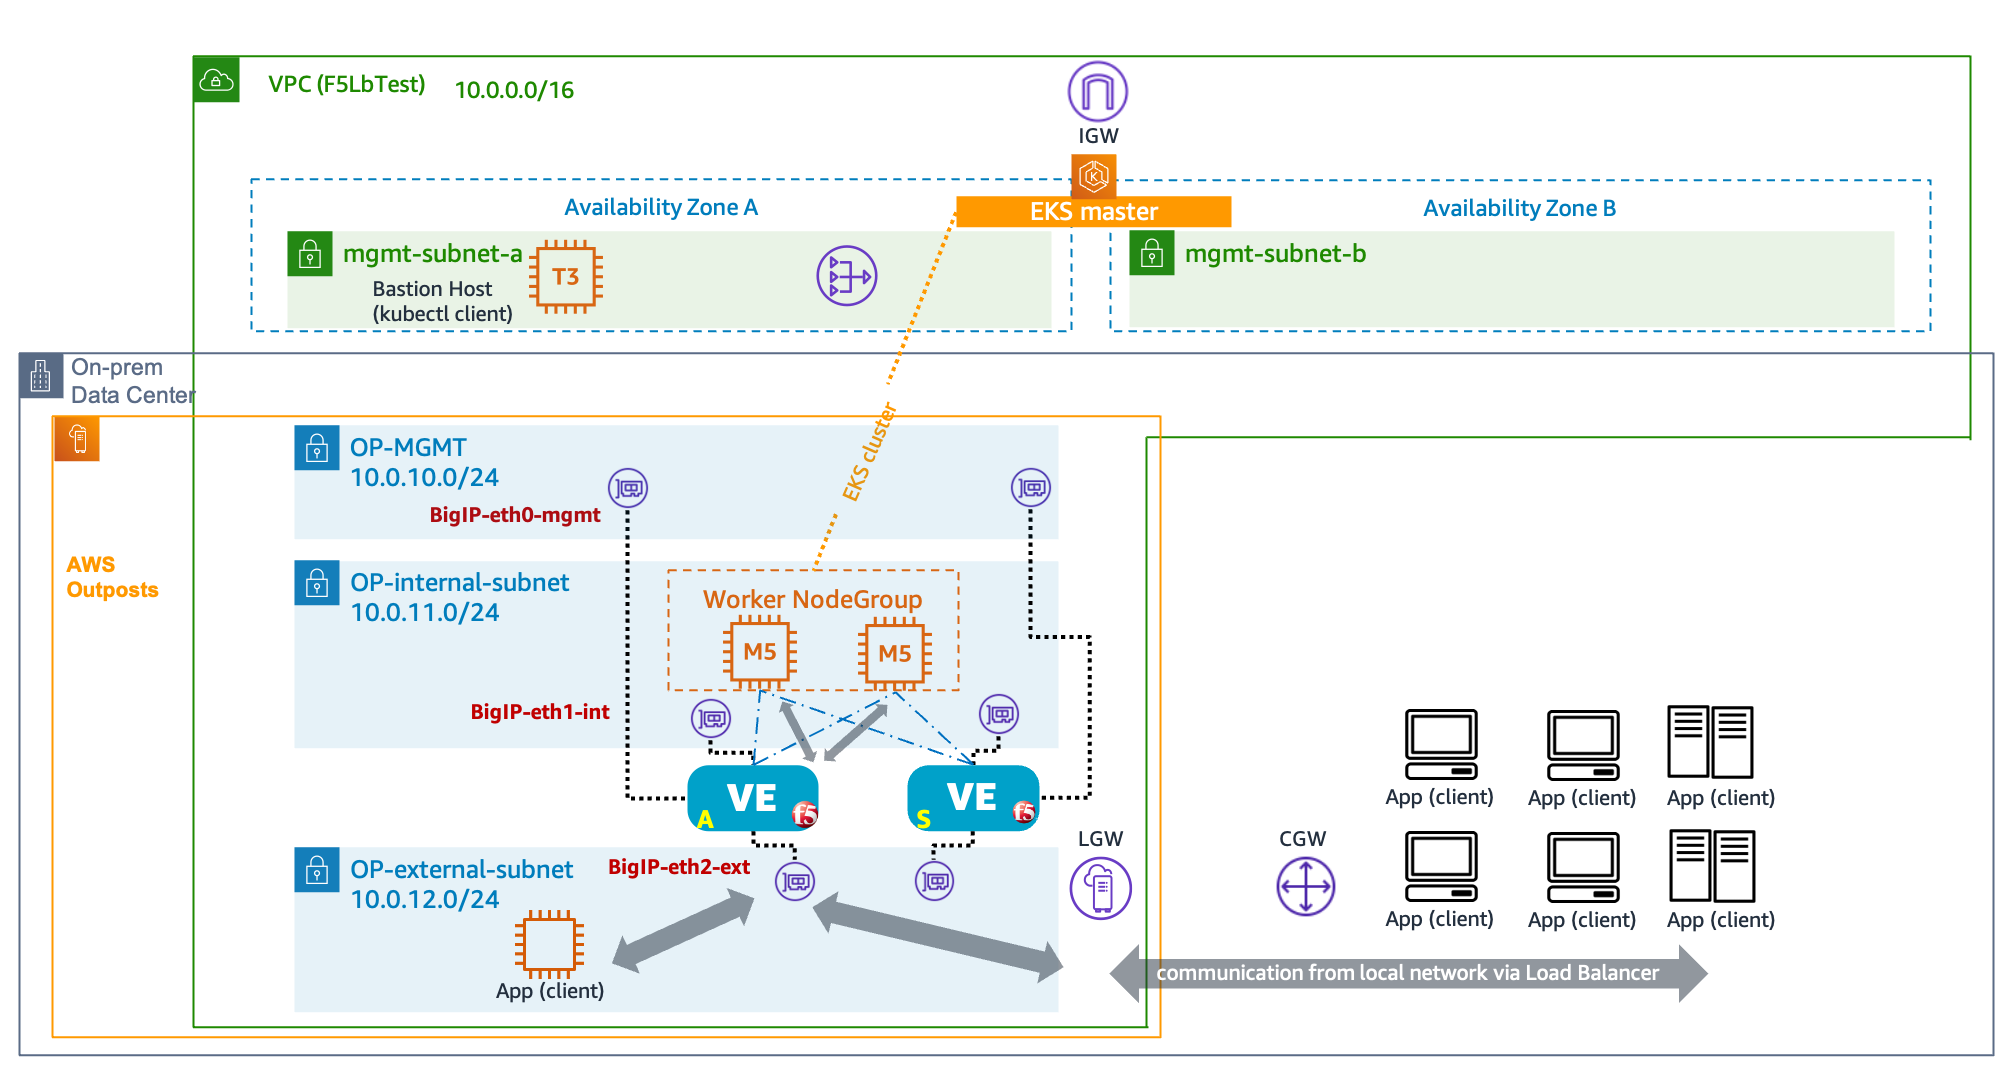 VPC (F5LbTest) 10.0.0.0/16
IGW
K
Availability Zone A
EKS master
Availability Zone B
mgmt-subnet-a
T3
Bastion Host
(kubectl client)
mgmt-subnet-b
On-prem
Data Center
OP-MGMT
10.0.10.0/24
BigIP-eth0-mgmt
EKS cluster
AWS
Outposts
OP-internal-subnet
10.0.11.0/24
Worker NodeGroup
M5
M5
BigIP-eth1-int
VE
A
f5
VE
S
f5
OP-external-subnet
10.0.12.0/24
BigIP-eth2-ext
App (client)
LGW
CGW
App (client)
App (client)
App (client)
App (client)
App (client)
App (client)
communication from local network via Load Balancer